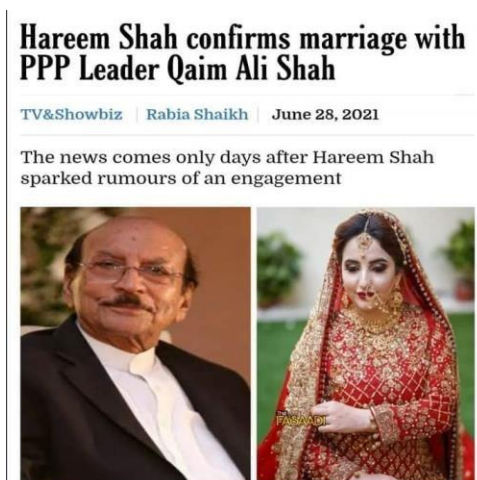 Hareem Shah confirms marriage with
PPP Leader Qaim Ali Shah
TV&Showbiz | Rabia Shaikh | June 28, 2021
The news comes only days after Hareem Shah
sparked rumours of an engagement
FASAADI